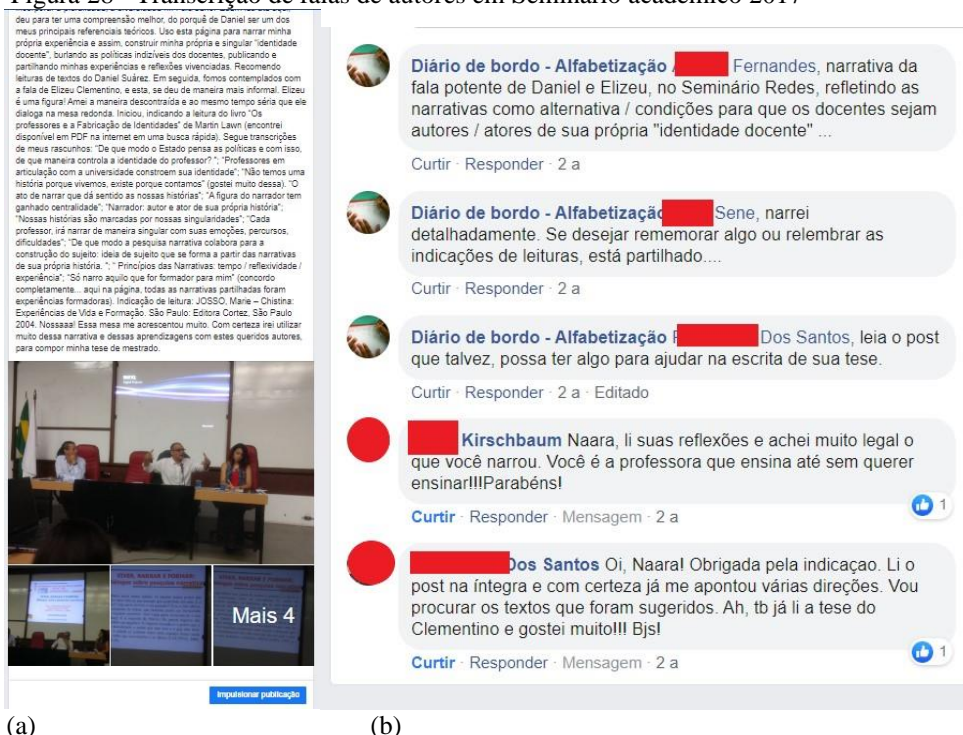 Figura 28 - Transcrição de falas de autores em Seminário acadêmico 2017
deu para ter uma compreensão melhor, do porquê de Daniel ser um dos
meus principais referenciais teóricos. Uso esta página para narrar minha
própria experiência e assim, construir minha própria e singular "identidade
docente", burlando as políticas indizíveis dos docentes, publicando e
partilhando minhas experiências e reflexões vivenciadas. Recomendo
leituras de textos do Daniel Suárez. Em seguida, fomos contemplados com
a fala de Elizeu Clementino, e esta, se deu de maneira mais informal. Elizeu
é uma figura! Amei a maneira descontraída e ao mesmo tempo séria que ele
dialoga na mesa redonda. Iniciou, indicando a leitura do livro "Os
professores e a Fabricação de Identidades" de Martin Lawn (encontrei
disponível em PDF na internet em uma busca rápida). Segue transcrições
de meus rascunhos: "De que modo o Estado pensa as políticas e com isso,
de que maneira controla a identidade do professor? "; "Professores em
articulação com a universidade constroem sua identidade"; "Não temos uma
história porque vivemos, existe porque contamos" (gostei muito dessa). "O
ato de narrar que dá sentido as nossas histórias"; "A figura do narrador tem
ganhado centralidade"; "Narrador: autor e ator de sua própria história";
"Nossas histórias são marcadas por nossas singularidades"; "Cada
professor, irá narrar de maneira singular com suas emoções, percursos,
dificuldades"; "De que modo a pesquisa narrativa colabora para a
construção do sujeito: ideia de sujeito que se forma a partir das narrativas
de sua própria história. "; " Princípios das Narrativas: tempo / reflexividade /
experiência"; "Só narro aquilo que for formador para mim" (concordo
completamente... aqui na página, todas as narrativas partilhadas foram
experiências formadoras). Indicação de leitura: JOSSO, Marie – Chistina:
Experiências de Vida e Formação. São Paulo: Editora Cortez, São Paulo
2004. Nossaaa! Essa mesa me acrescentou muito. Com certeza irei utilizar
muito dessa narrativa e dessas aprendizagens com estes queridos autores,
para compor minha tese de mestrado.
VIVER, NARRAR E FORMAR:
Mais 4
Impulsionar publicação
(a)
Diário de bordo - Alfabetização Fernandes, narrativa da
fala potente de Daniel e Elizeu, no Seminário Redes, refletindo as
narrativas como alternativa / condições para que os docentes sejam
autores / atores de sua própria "identidade docente" ...
Curtir · Responder · 2 a
Diário de bordo - Alfabetização Sene, narrei
detalhadamente. Se desejar rememorar algo ou relembrar as
indicações de leituras, está partilhado....
Curtir · Responder · 2 a
Diário de bordo - Alfabetização Dos Santos, leia o post
que talvez, possa ter algo para ajudar na escrita de sua tese.
Curtir · Responder · 2 a · Editado
Kirschbaum Naara, li suas reflexões e achei muito legal o
que você narrou. Você é a professora que ensina até sem querer
ensinar!!!Parabéns!
1
Curtir · Responder · Mensagem · 2 a
Dos Santos Oi, Naara! Obrigada pela indicaçao. Li o
post na íntegra e com certeza já me apontou várias direções. Vou
procurar os textos que foram sugeridos. Ah, tb já li a tese do
Clementino e gostei muito!!! Bjs!
1
Curtir · Responder · Mensagem · 2 a
(b)